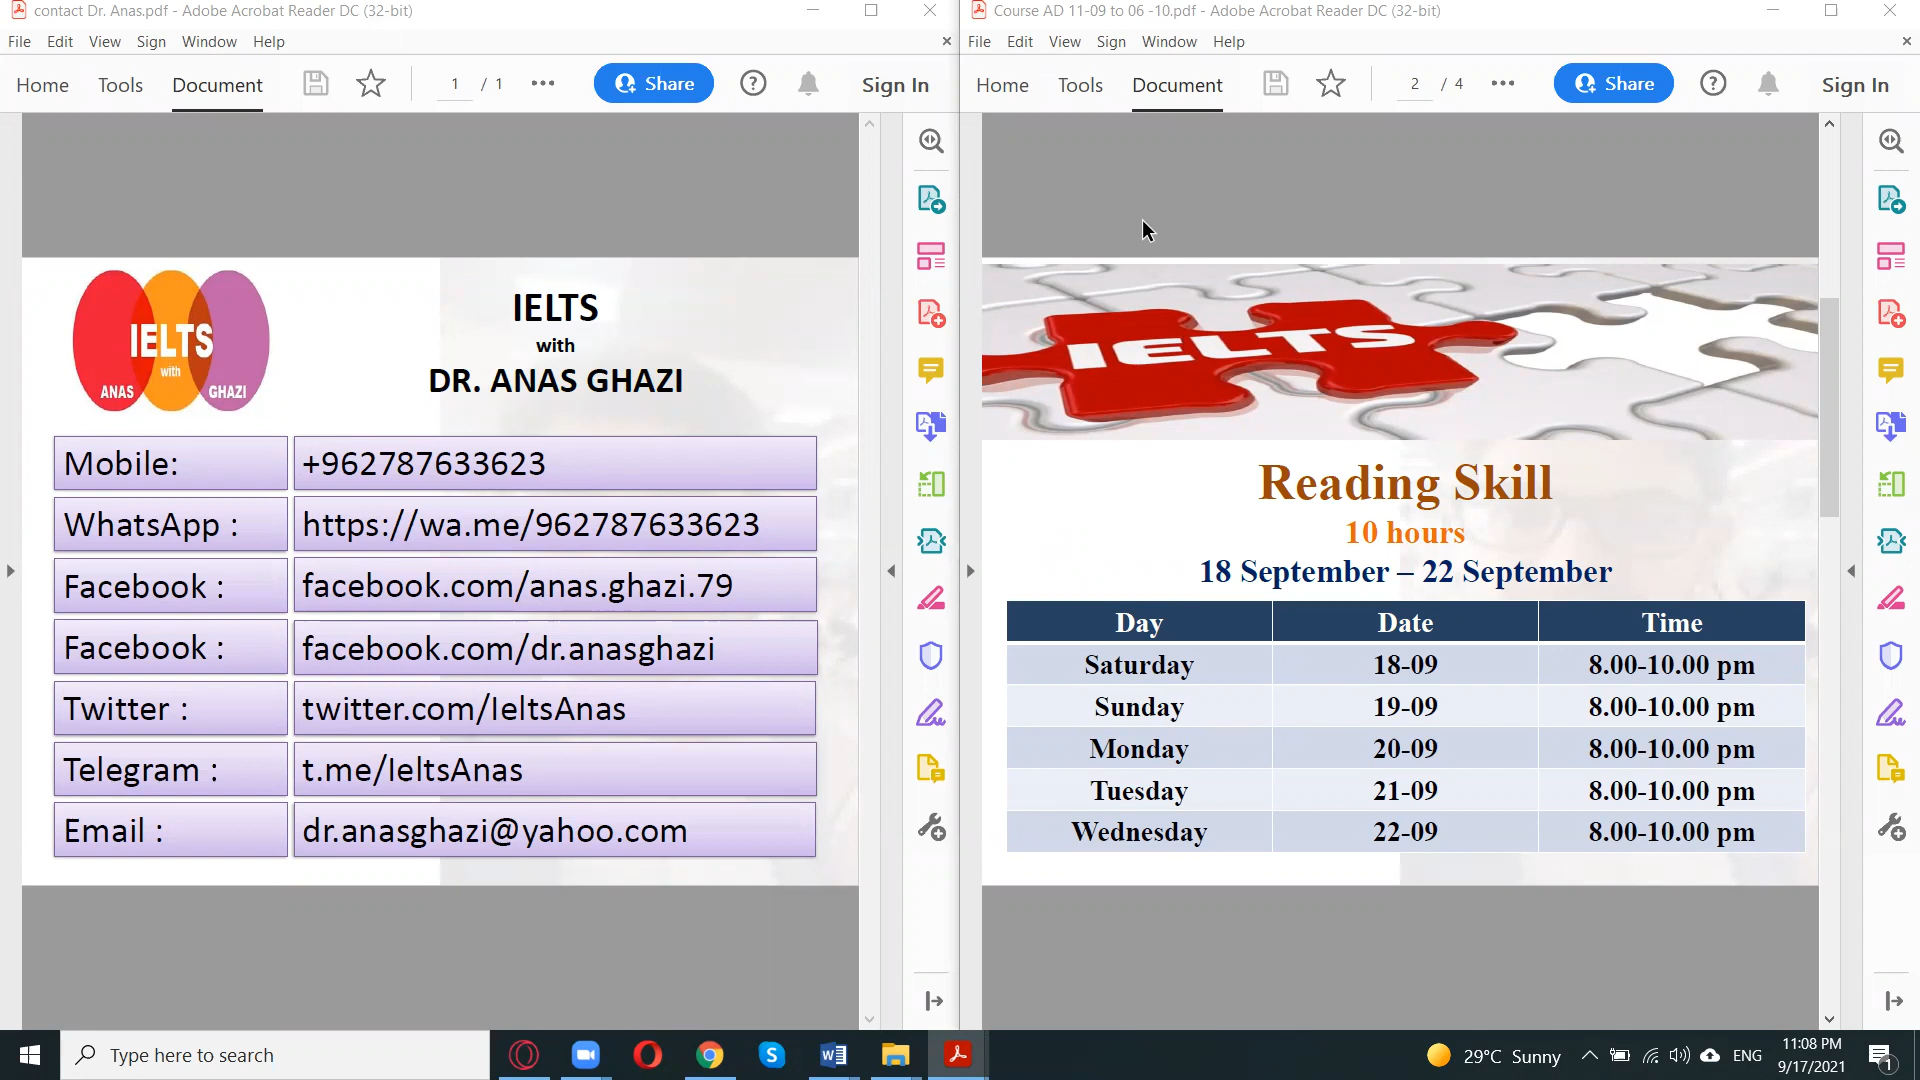 contact Dr. Anas.pdf - Adobe Acrobat Reader DC (32-bit)
File Edit View Sign Window Help
Home Tools Document 1 / 1 Share Sign In
IELTS
with
ANAS GHAZI
IELTS
with
DR. ANAS GHAZI
Mobile: +962787633623
WhatsApp : https://wa.me/962787633623
Facebook : facebook.com/anas.ghazi.79
Facebook : facebook.com/dr.anasghazi
Twitter : twitter.com/IeltsAnas
Telegram : t.me/IeltsAnas
Email : dr.anasghazi@yahoo.com
Course AD 11-09 to 06 -10.pdf - Adobe Acrobat Reader DC (32-bit)
File Edit View Sign Window Help
Home Tools Document 2 / 4 Share Sign In
IELTS
Reading Skill
10 hours
18 September – 22 September
Day Date Time
Saturday 18-09 8.00-10.00 pm
Sunday 19-09 8.00-10.00 pm
Monday 20-09 8.00-10.00 pm
Tuesday 21-09 8.00-10.00 pm
Wednesday 22-09 8.00-10.00 pm
Type here to search
29°C Sunny
ENG
11:08 PM
9/17/2021
1